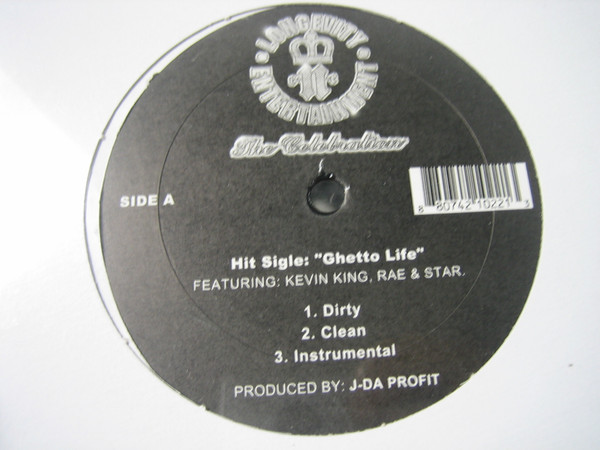 LONGEVITY
ENTERTAINMENT
The Celebration
SIDE A
8 80742 10221 3
Hit Sigle: "Ghetto Life"
FEATURING: KEVIN KING, RAE & STAR.
1. Dirty
2. Clean
3. Instrumental
PRODUCED BY: J-DA PROFIT